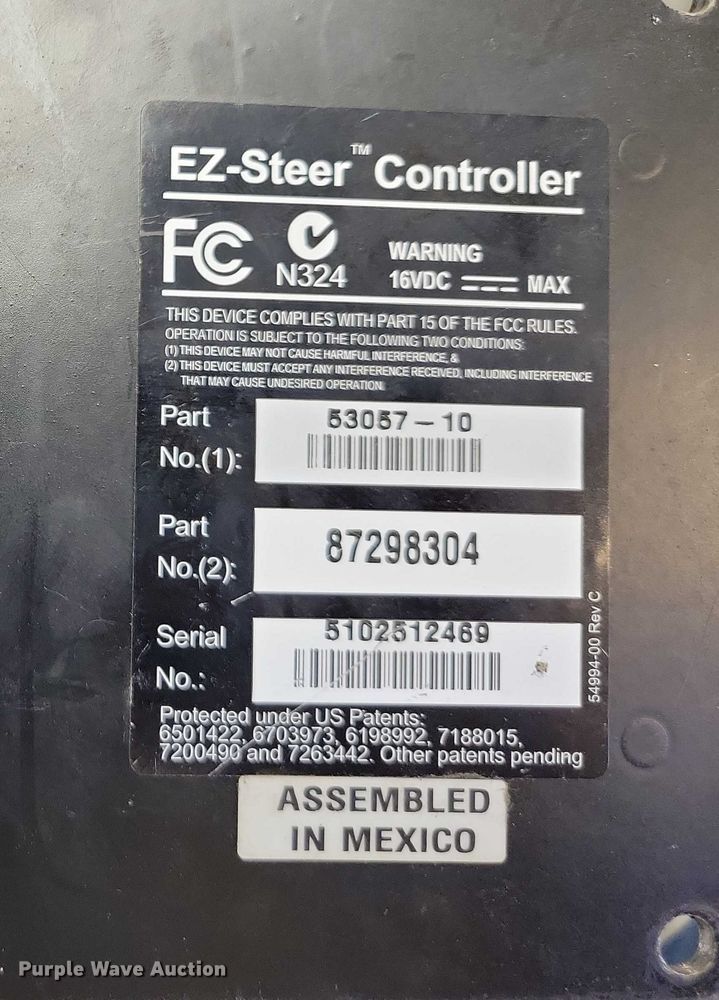 EZ-Steer™ Controller
FC
N324
WARNING
16VDC MAX
THIS DEVICE COMPLIES WITH PART 15 OF THE FCC RULES.
OPERATION IS SUBJECT TO THE FOLLOWING TWO CONDITIONS:
(1) THIS DEVICE MAY NOT CAUSE HARMFUL INTERFERENCE, &
(2) THIS DEVICE MUST ACCEPT ANY INTERFERENCE RECEIVED, INCLUDING INTERFERENCE
THAT MAY CAUSE UNDESIRED OPERATION.
Part No.(1): 53057-10
Part No.(2): 87298304
Serial No.: 5102512469
54994-00 Rev C
Protected under US Patents:
6501422, 6703973, 6198992, 7188015,
7200490 and 7263442. Other patents pending
ASSEMBLED
IN MEXICO
Purple Wave Auction